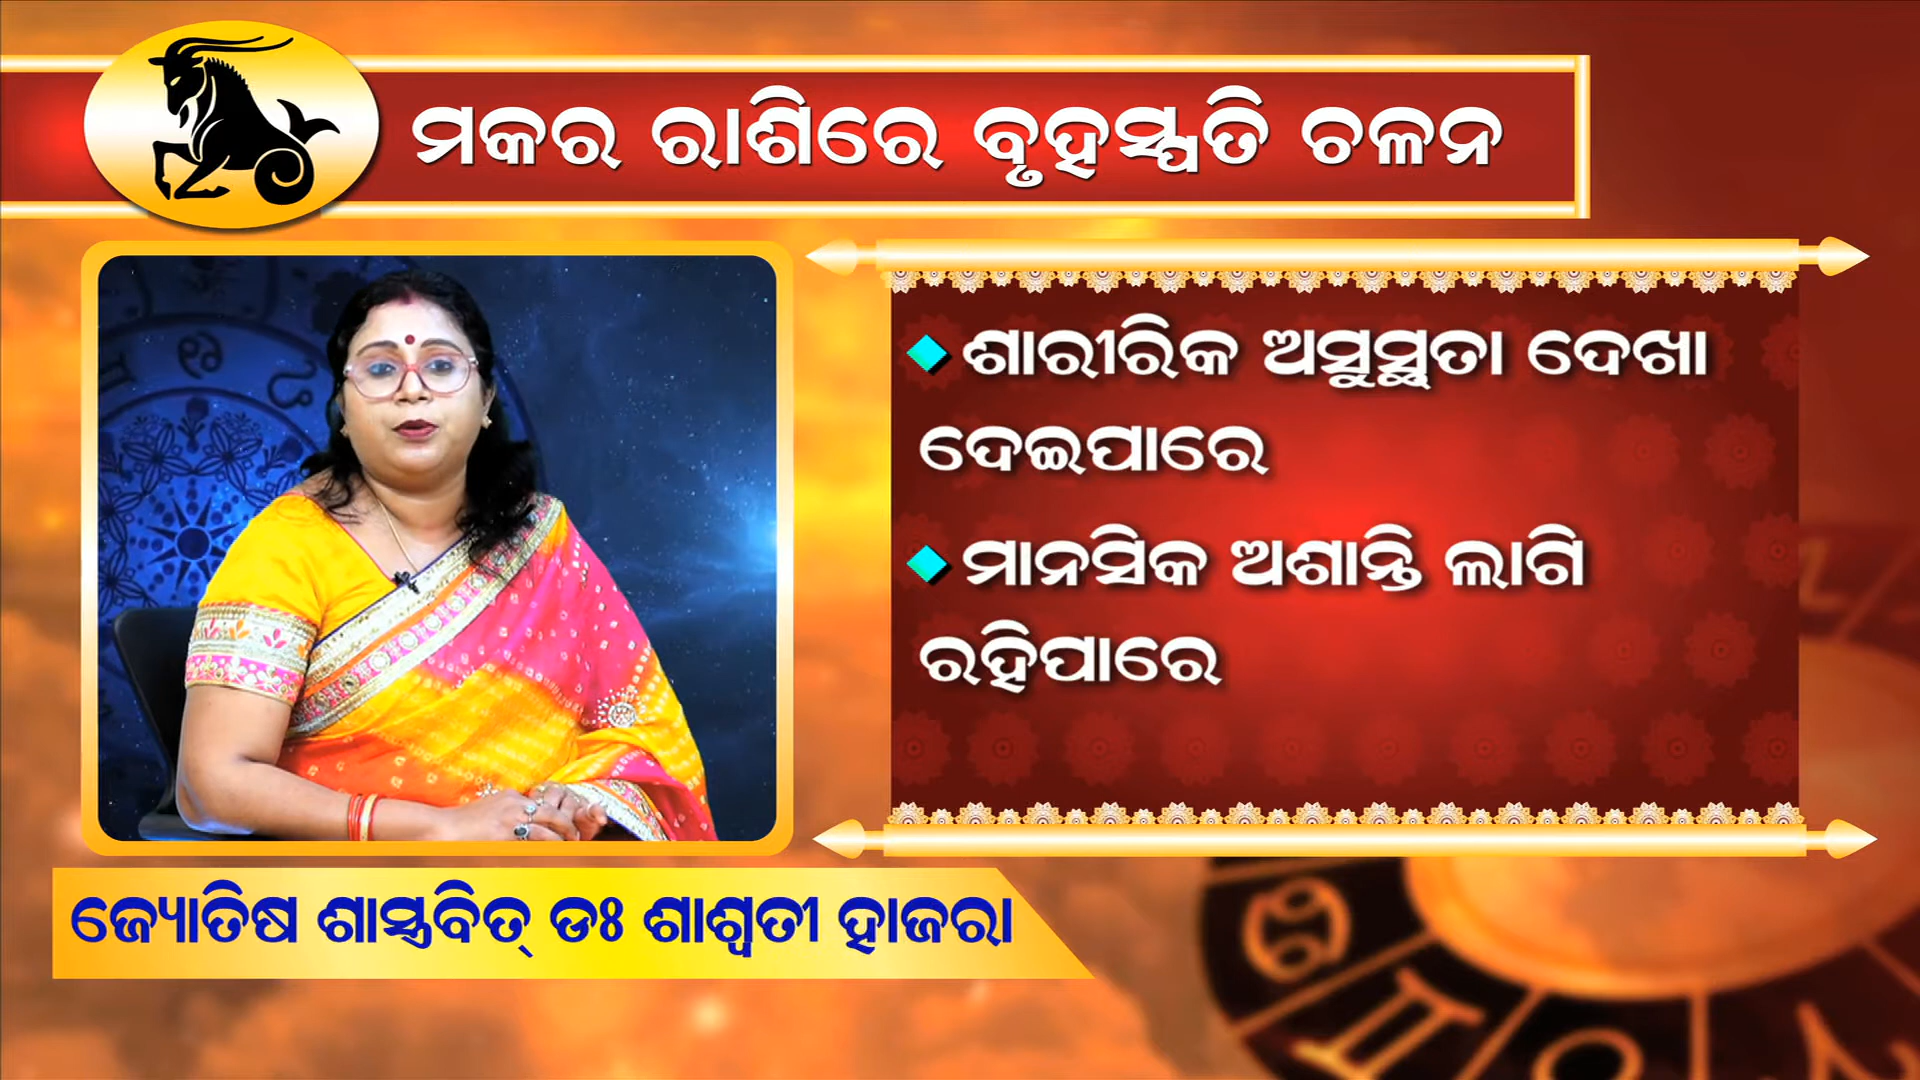 ମକର ରାଶିରେ ବୃହସ୍ପତି ଚଳନ
ଶାରୀରିକ ଅସୁସ୍ଥତା ଦେଖା
ଦେଇପାରେ
ମାନସିକ ଅଶାନ୍ତି ଲାଗି
ରହିପାରେ
ଜ୍ୟୋତିଷ ଶାସ୍ତ୍ରବିତ୍ ଡଃ ଶାଶ୍ୱତୀ ହାଜରା